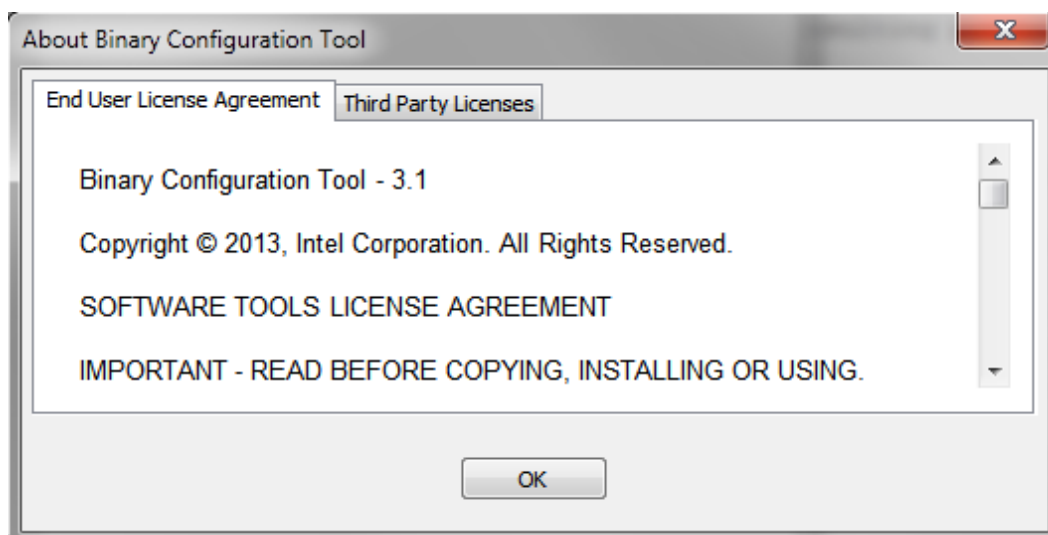 About Binary Configuration Tool
End User License Agreement Third Party Licenses
Binary Configuration Tool - 3.1
Copyright © 2013, Intel Corporation. All Rights Reserved.
SOFTWARE TOOLS LICENSE AGREEMENT
IMPORTANT - READ BEFORE COPYING, INSTALLING OR USING.
OK